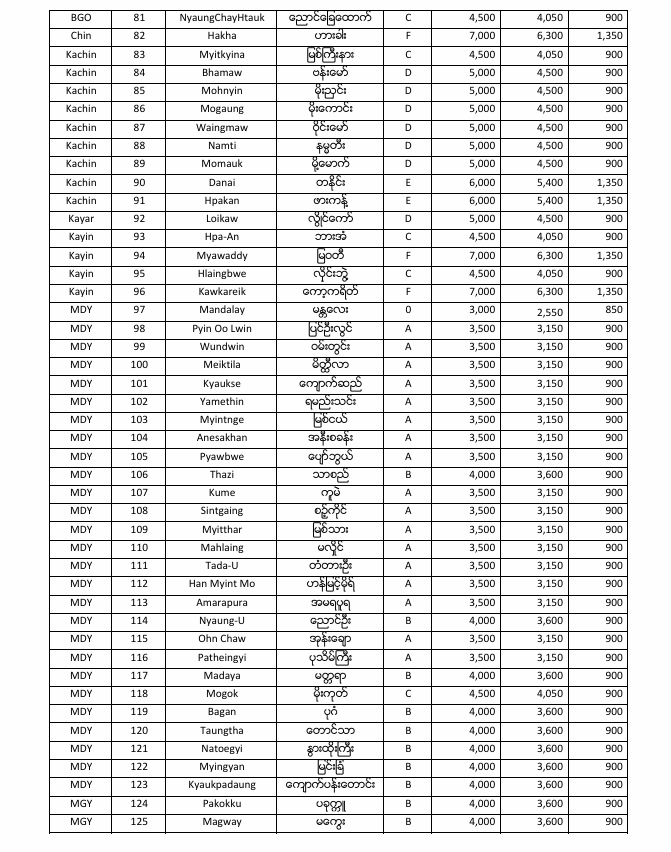 BGO 81 NyaungChayHtauk ညောင်ခြေထောက် C 4,500 4,050 900
Chin 82 Hakha ဟားခါး F 7,000 6,300 1,350
Kachin 83 Myitkyina မြစ်ကြီးနား C 4,500 4,050 900
Kachin 84 Bhamaw ဗန်းမော် D 5,000 4,500 900
Kachin 85 Mohnyin မိုးညှင်း D 5,000 4,500 900
Kachin 86 Mogaung မိုးကောင်း D 5,000 4,500 900
Kachin 87 Waingmaw ဝိုင်းမော် D 5,000 4,500 900
Kachin 88 Namti နမ္မတီး D 5,000 4,500 900
Kachin 89 Momauk မိုးမောက် D 5,000 4,500 900
Kachin 90 Danai တနိုင်း E 6,000 5,400 1,350
Kachin 91 Hpakan ဖားကန့် E 6,000 5,400 1,350
Kayar 92 Loikaw လွိုင်ကော် D 5,000 4,500 900
Kayin 93 Hpa-An ဘားအံ C 4,500 4,050 900
Kayin 94 Myawaddy မြဝတီ F 7,000 6,300 1,350
Kayin 95 Hlaingbwe လှိုင်းဘွဲ့ C 4,500 4,050 900
Kayin 96 Kawkareik ကော့ကရိတ် F 7,000 6,300 1,350
MDY 97 Mandalay မန္တလေး 0 3,000 2,550 850
MDY 98 Pyin Oo Lwin ပြင်ဦးလွင် A 3,500 3,150 900
MDY 99 Wundwin ဝမ်းတွင်း A 3,500 3,150 900
MDY 100 Meiktila မိတ္ထီလာ A 3,500 3,150 900
MDY 101 Kyaukse ကျောက်ဆည် A 3,500 3,150 900
MDY 102 Yamethin ရမည်းသင်း A 3,500 3,150 900
MDY 103 Myintnge မြစ်ငယ် A 3,500 3,150 900
MDY 104 Anesakhan အနီးစခန်း A 3,500 3,150 900
MDY 105 Pyawbwe ပျော်ဘွယ် A 3,500 3,150 900
MDY 106 Thazi သာစည် B 4,000 3,600 900
MDY 107 Kume ကူမဲ A 3,500 3,150 900
MDY 108 Sintgaing စဉ့်ကိုင် A 3,500 3,150 900
MDY 109 Myitthar မြစ်သား A 3,500 3,150 900
MDY 110 Mahlaing မလှိုင် A 3,500 3,150 900
MDY 111 Tada-U တံတားဦး A 3,500 3,150 900
MDY 112 Han Myint Mo ဟန်မြင့်မိုရ် A 3,500 3,150 900
MDY 113 Amarapura အမရပူရ A 3,500 3,150 900
MDY 114 Nyaung-U ညောင်ဦး B 4,000 3,600 900
MDY 115 Ohn Chaw အုန်းချော A 3,500 3,150 900
MDY 116 Patheingyi ပုသိမ်ကြီး A 3,500 3,150 900
MDY 117 Madaya မတ္တရာ B 4,000 3,600 900
MDY 118 Mogok မိုးကုတ် C 4,500 4,050 900
MDY 119 Bagan ပုဂံ B 4,000 3,600 900
MDY 120 Taungtha တောင်သာ B 4,000 3,600 900
MDY 121 Natoegyi နွားထိုးကြီး B 4,000 3,600 900
MDY 122 Myingyan မြင်းခြံ B 4,000 3,600 900
MDY 123 Kyaukpadaung ကျောက်ပန်းတောင်း B 4,000 3,600 900
MGY 124 Pakokku ပခုက္ကူ B 4,000 3,600 900
MGY 125 Magway မကွေး B 4,000 3,600 900